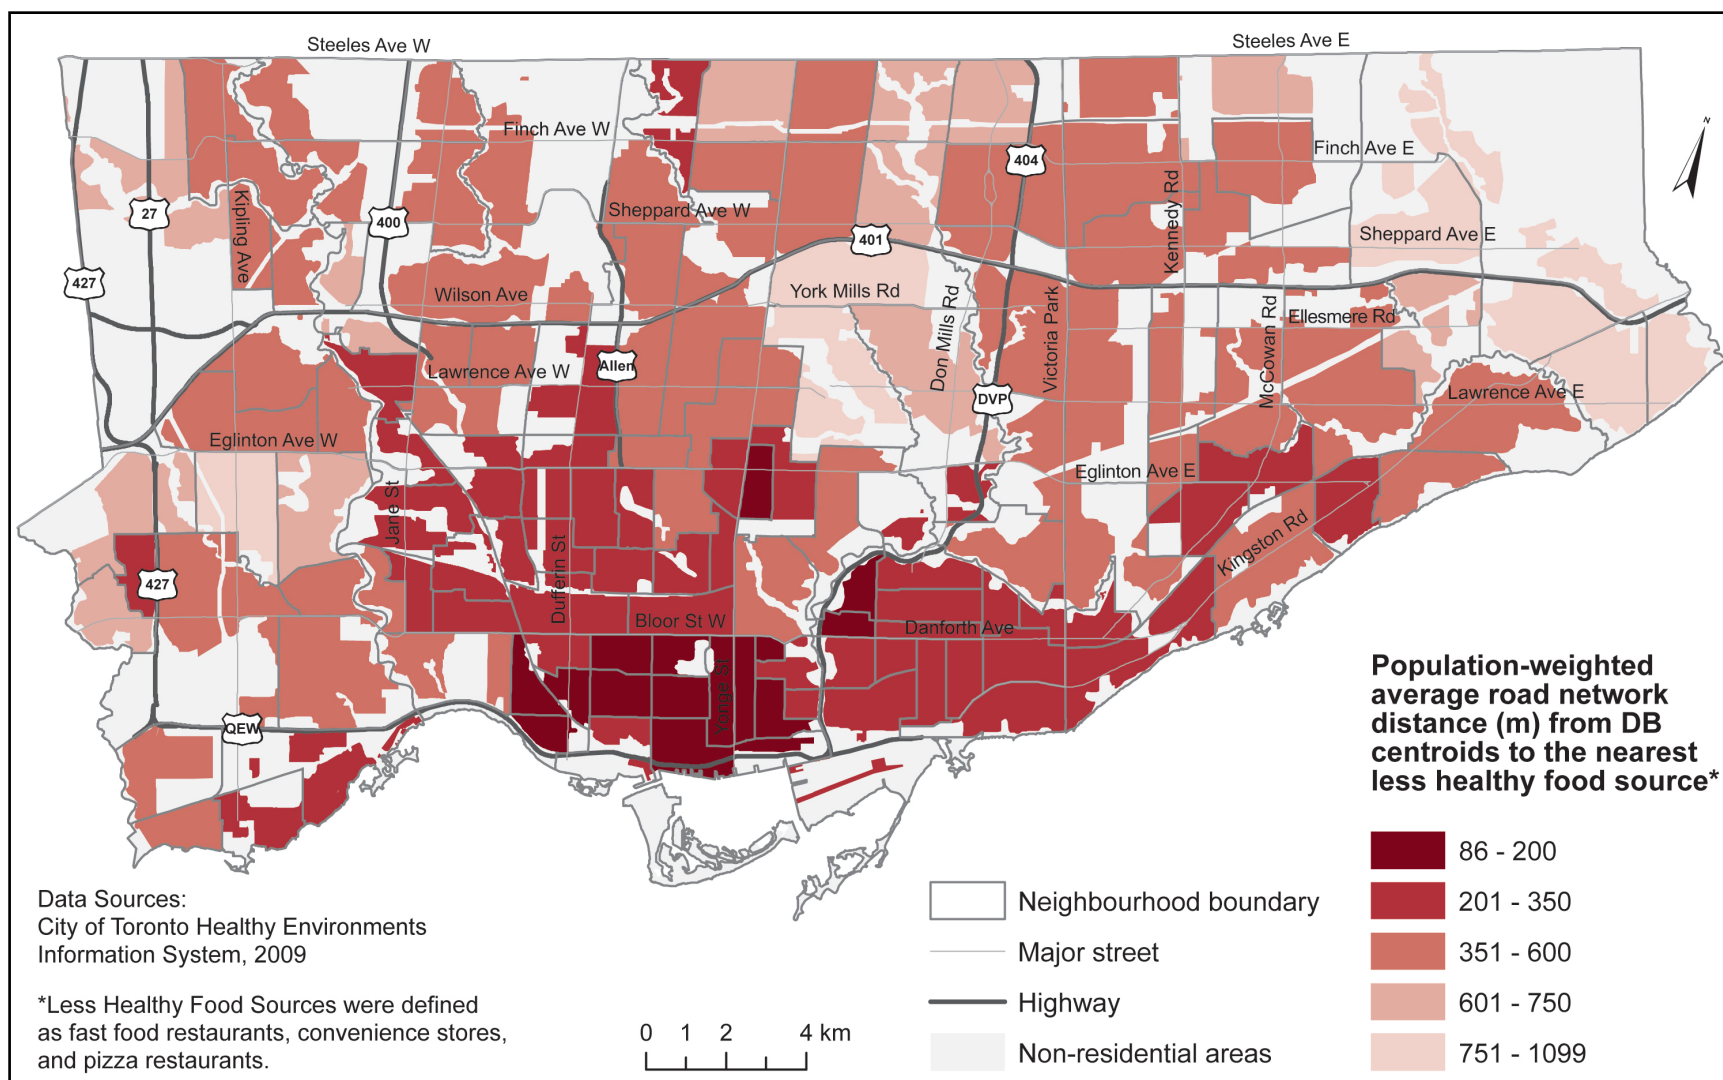 Steeles Ave W
Steeles Ave E
N
Finch Ave W
Finch Ave E
404
Kipling Ave
27
400
Sheppard Ave W
401
Kennedy Rd
Sheppard Ave E
427
Wilson Ave
York Mills Rd
Don Mills Rd
Victoria Park
McCowan Rd
Ellesmere Rd
Lawrence Ave W
Allen
DVP
Lawrence Ave E
Eglinton Ave W
Eglinton Ave E
Jane St
Dufferin St
Kingston Rd
427
Bloor St W
Danforth Ave
Yonge St
QEW
Population-weighted
average road network
distance (m) from DB
centroids to the nearest
less healthy food source*
86 - 200
201 - 350
351 - 600
601 - 750
751 - 1099
Neighbourhood boundary
Major street
Highway
Non-residential areas
0 1 2 4 km
Data Sources:
City of Toronto Healthy Environments
Information System, 2009
*Less Healthy Food Sources were defined
as fast food restaurants, convenience stores,
and pizza restaurants.